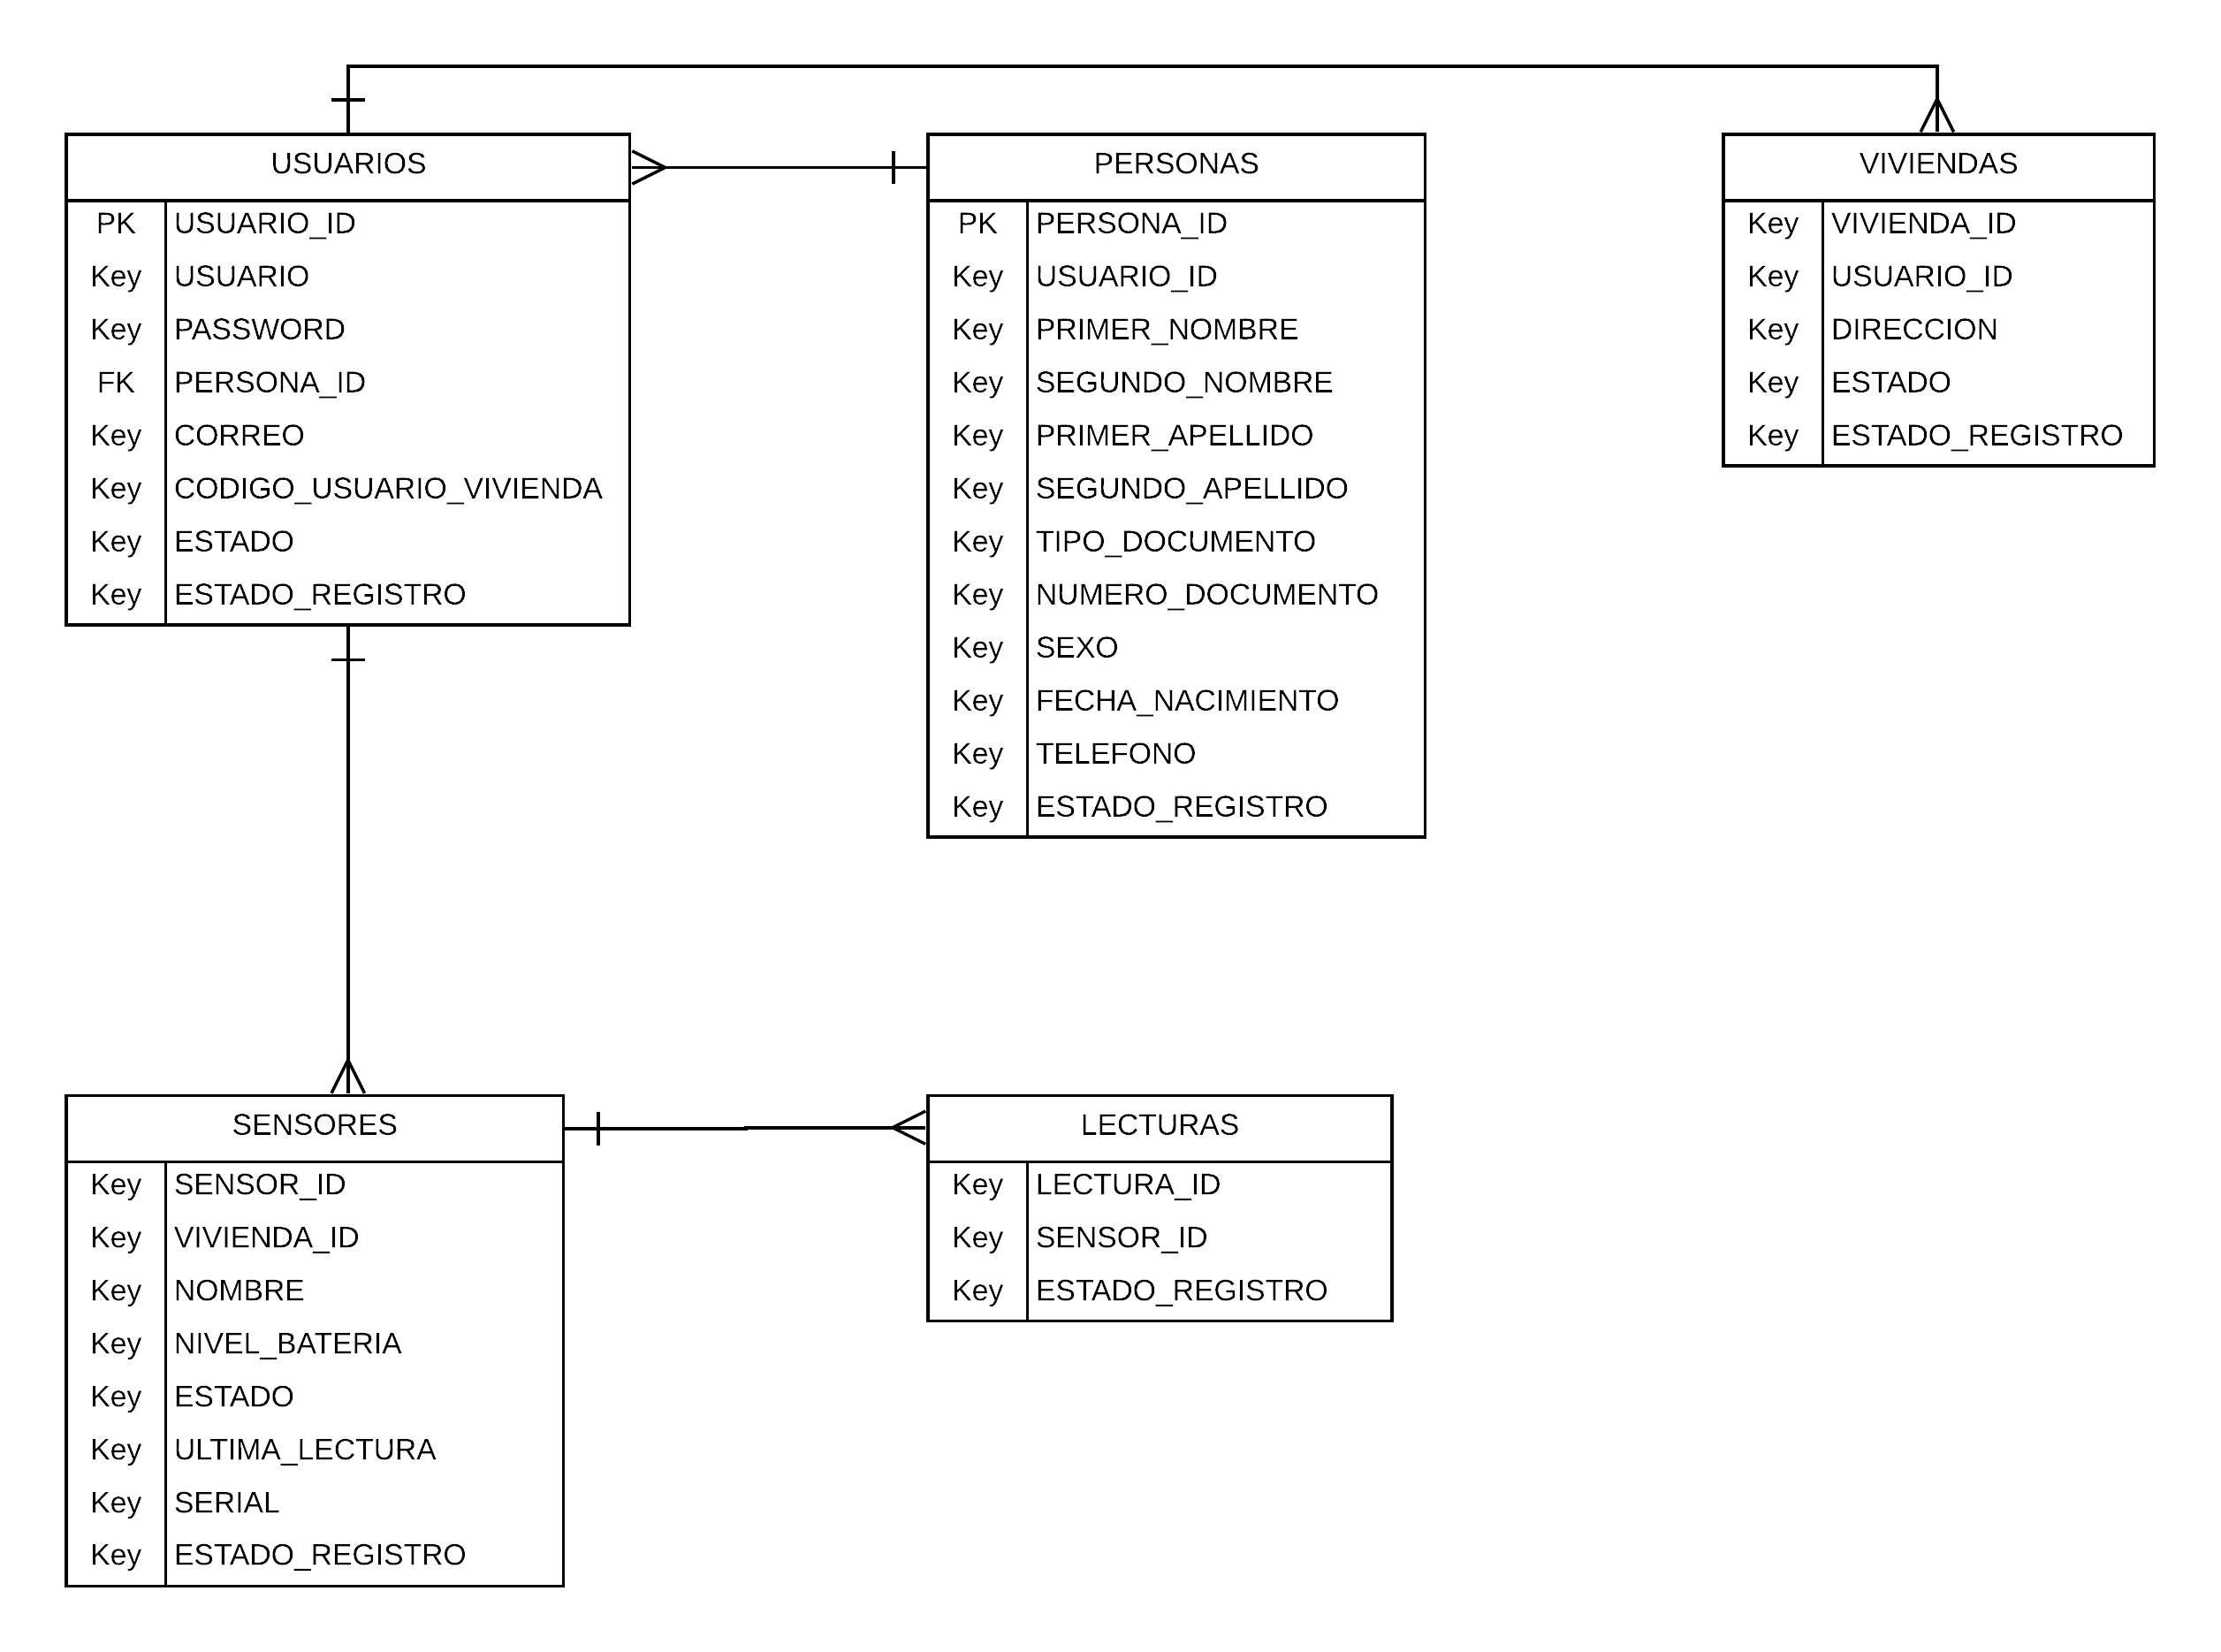 USUARIOS
PK USUARIO_ID
Key USUARIO
Key PASSWORD
FK PERSONA_ID
Key CORREO
Key CODIGO_USUARIO_VIVIENDA
Key ESTADO
Key ESTADO_REGISTRO
PERSONAS
PK PERSONA_ID
Key USUARIO_ID
Key PRIMER_NOMBRE
Key SEGUNDO_NOMBRE
Key PRIMER_APELLIDO
Key SEGUNDO_APELLIDO
Key TIPO_DOCUMENTO
Key NUMERO_DOCUMENTO
Key SEXO
Key FECHA_NACIMIENTO
Key TELEFONO
Key ESTADO_REGISTRO
VIVIENDAS
Key VIVIENDA_ID
Key USUARIO_ID
Key DIRECCION
Key ESTADO
Key ESTADO_REGISTRO
SENSORES
Key SENSOR_ID
Key VIVIENDA_ID
Key NOMBRE
Key NIVEL_BATERIA
Key ESTADO
Key ULTIMA_LECTURA
Key SERIAL
Key ESTADO_REGISTRO
LECTURAS
Key LECTURA_ID
Key SENSOR_ID
Key ESTADO_REGISTRO